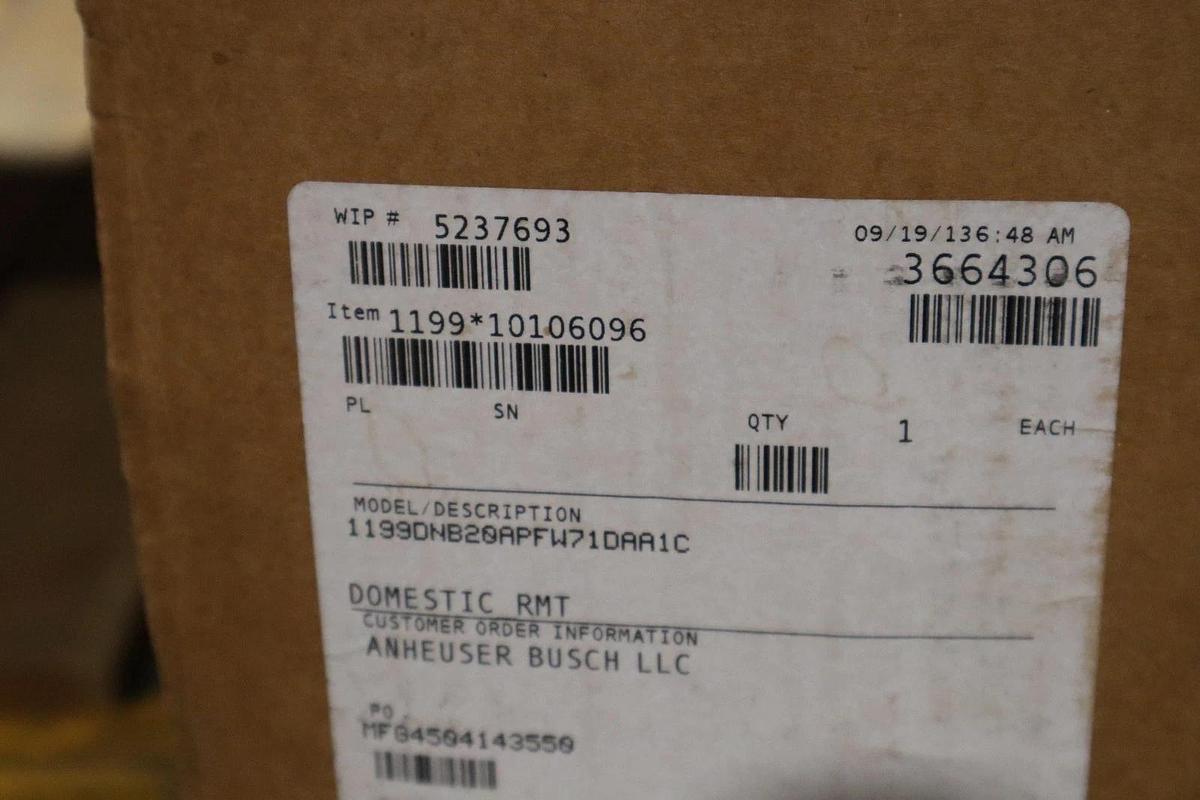 WIP # 5237693
09/19/136:48 AM
3664306
Item 1199*10106096
PL SN
QTY 1 EACH
MODEL/DESCRIPTION
1199DNB20APFW71DAA1C
DOMESTIC RMT
CUSTOMER ORDER INFORMATION
ANHEUSER BUSCH LLC
PO
MFG4504143550